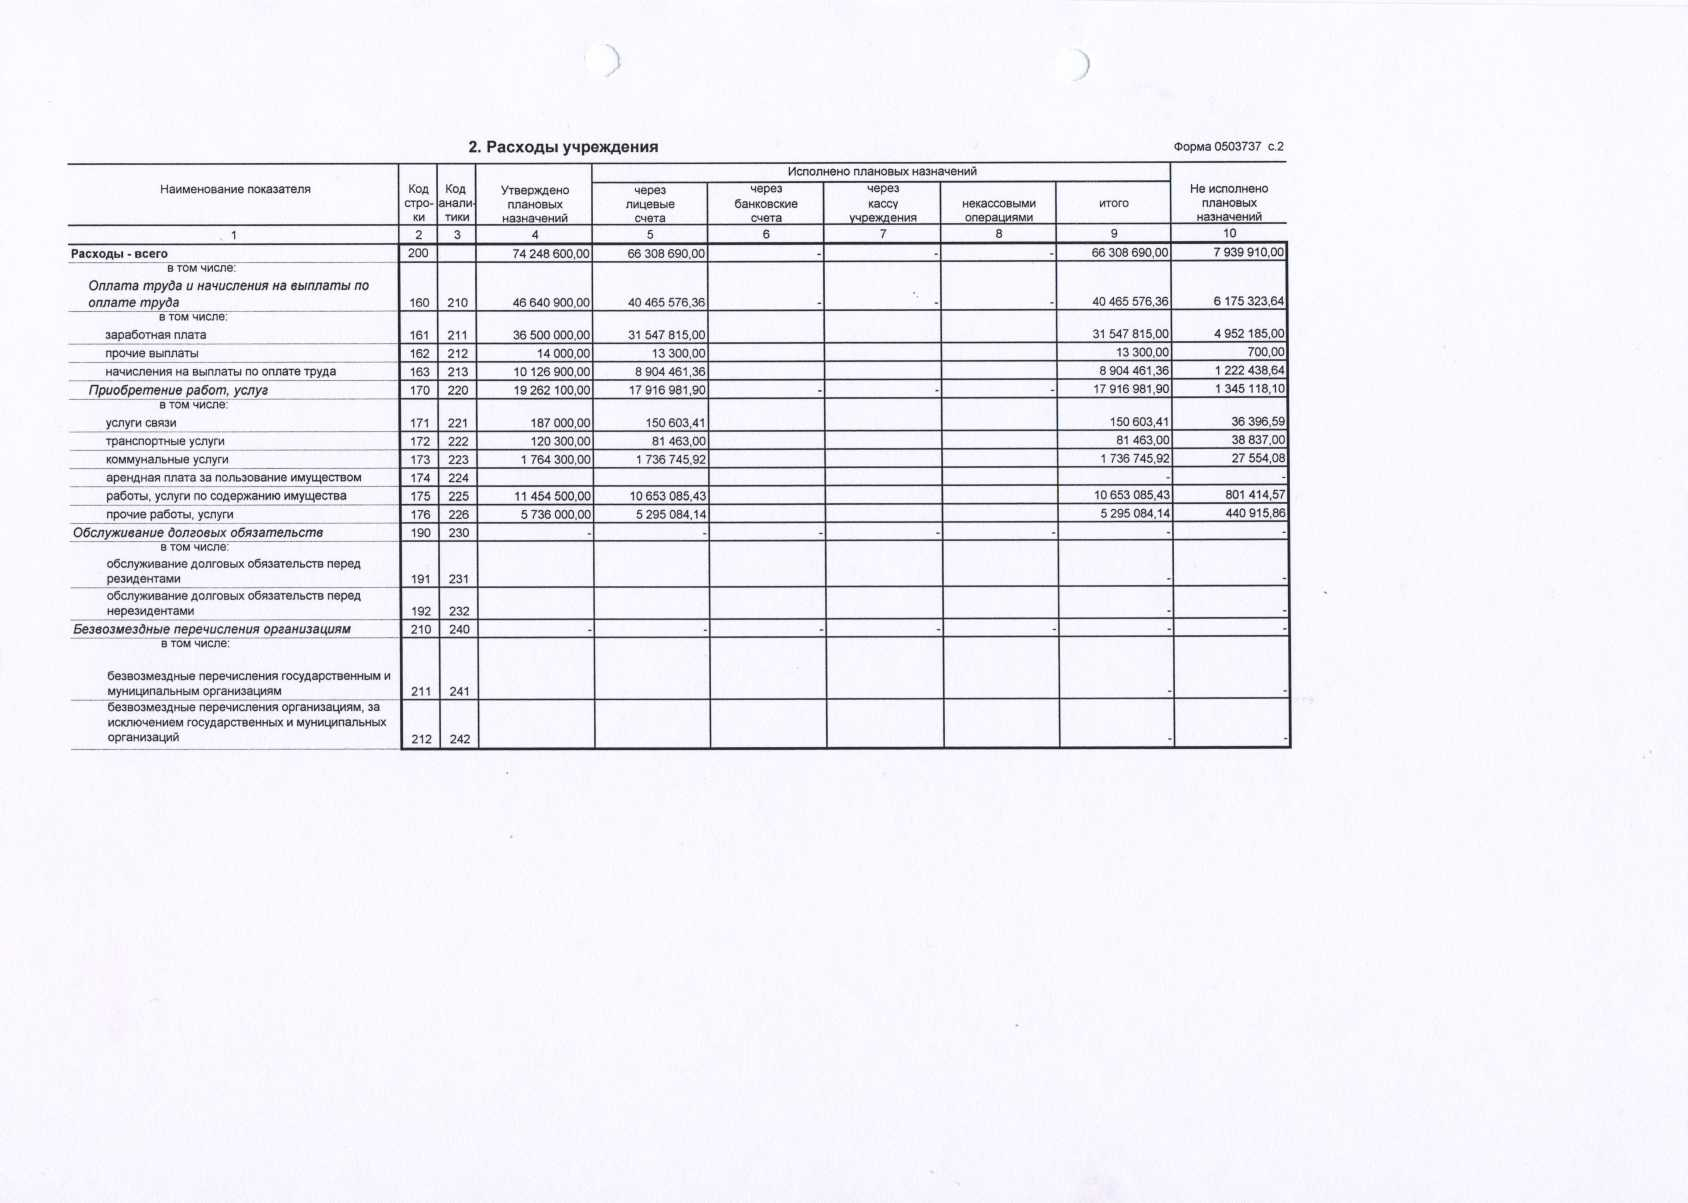 2. Расходы учреждения
Форма 0503737 с.2
Наименование показателя
Код стро- ки
Код анали- тики
Утверждено плановых назначений
Исполнено плановых назначений
через лицевые счета
через банковские счета
через кассу учреждения
некассовыми операциями
итого
Не исполнено плановых назначений
1 2 3 4 5 6 7 8 9 10
Расходы - всего 200 74 248 600,00 66 308 690,00 - - - 66 308 690,00 7 939 910,00
в том числе:
Оплата труда и начисления на выплаты по
оплате труда 160 210 46 640 900,00 40 465 576,36 - - - 40 465 576,36 6 175 323,64
в том числе:
заработная плата 161 211 36 500 000,00 31 547 815,00 31 547 815,00 4 952 185,00
прочие выплаты 162 212 14 000,00 13 300,00 13 300,00 700,00
начисления на выплаты по оплате труда 163 213 10 126 900,00 8 904 461,36 8 904 461,36 1 222 438,64
Приобретение работ, услуг 170 220 19 262 100,00 17 916 981,90 - - - 17 916 981,90 1 345 118,10
в том числе:
услуги связи 171 221 187 000,00 150 603,41 150 603,41 36 396,59
транспортные услуги 172 222 120 300,00 81 463,00 81 463,00 38 837,00
коммунальные услуги 173 223 1 764 300,00 1 736 745,92 1 736 745,92 27 554,08
арендная плата за пользование имуществом 174 224 - -
работы, услуги по содержанию имущества 175 225 11 454 500,00 10 653 085,43 10 653 085,43 801 414,57
прочие работы, услуги 176 226 5 736 000,00 5 295 084,14 5 295 084,14 440 915,86
Обслуживание долговых обязательств 190 230 - - - - - - -
в том числе:
обслуживание долговых обязательств перед
резидентами 191 231 - -
обслуживание долговых обязательств перед
нерезидентами 192 232 - -
Безвозмездные перечисления организациям 210 240 - - - - - - -
в том числе:
безвозмездные перечисления государственным и
муниципальным организациям 211 241 - -
безвозмездные перечисления организациям, за
исключением государственных и муниципальных
организаций 212 242 - -